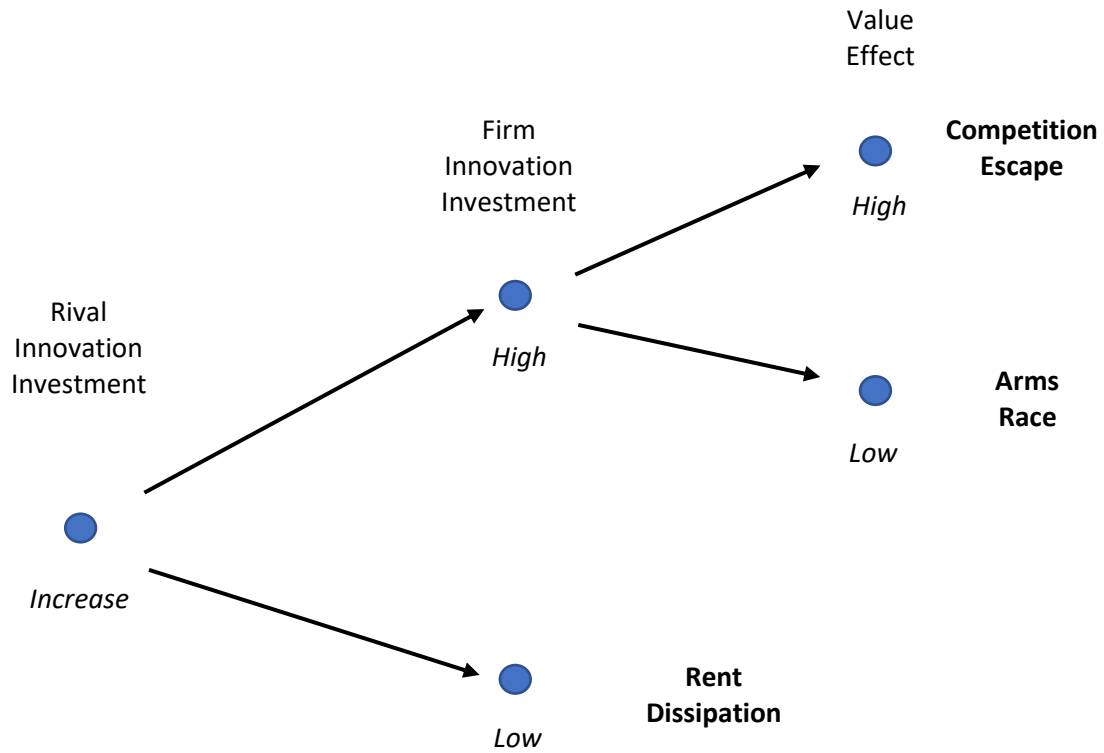 Value
Effect
Competition
Escape
High
Firm
Innovation
Investment
High
Rival
Innovation
Investment
Increase
Arms
Race
Low
Rent
Dissipation
Low